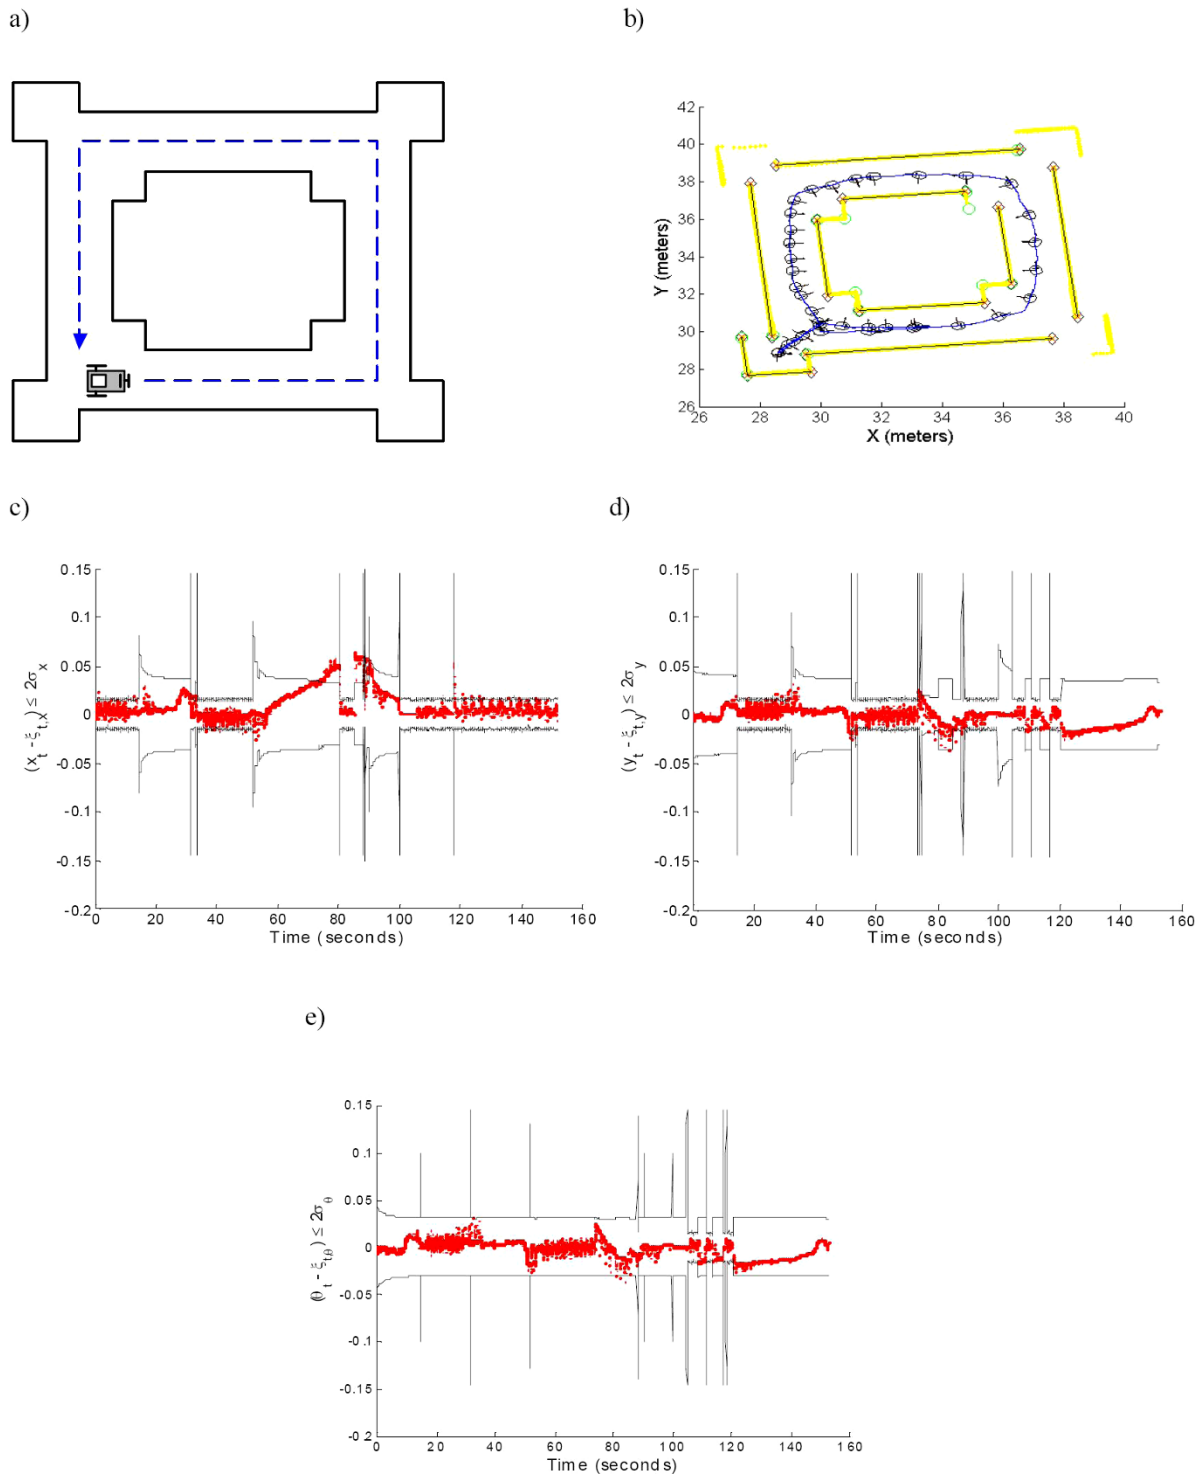 a)
b)
42
40
38
36
34
32
30
28
26
Y (meters)
26 28 30 32 34 36 38 40
X (meters)
c)
d)
0.15
0.1
0.05
0
-0.05
-0.1
-0.15
-0.2
(x_t - ξ_t,x) ≤ 2σ_x
0 20 40 60 80 100 120 140 160
Time (seconds)
0.15
0.1
0.05
0
-0.05
-0.1
-0.15
-0.2
(y_t - ξ_t,y) ≤ 2σ_y
0 20 40 60 80 100 120 140 160
Time (seconds)
e)
0.15
0.1
0.05
0
-0.05
-0.1
-0.15
-0.2
(θ_t - ξ_tθ) ≤ 2σ_θ
0 20 40 60 80 100 120 140 160
Time (seconds)